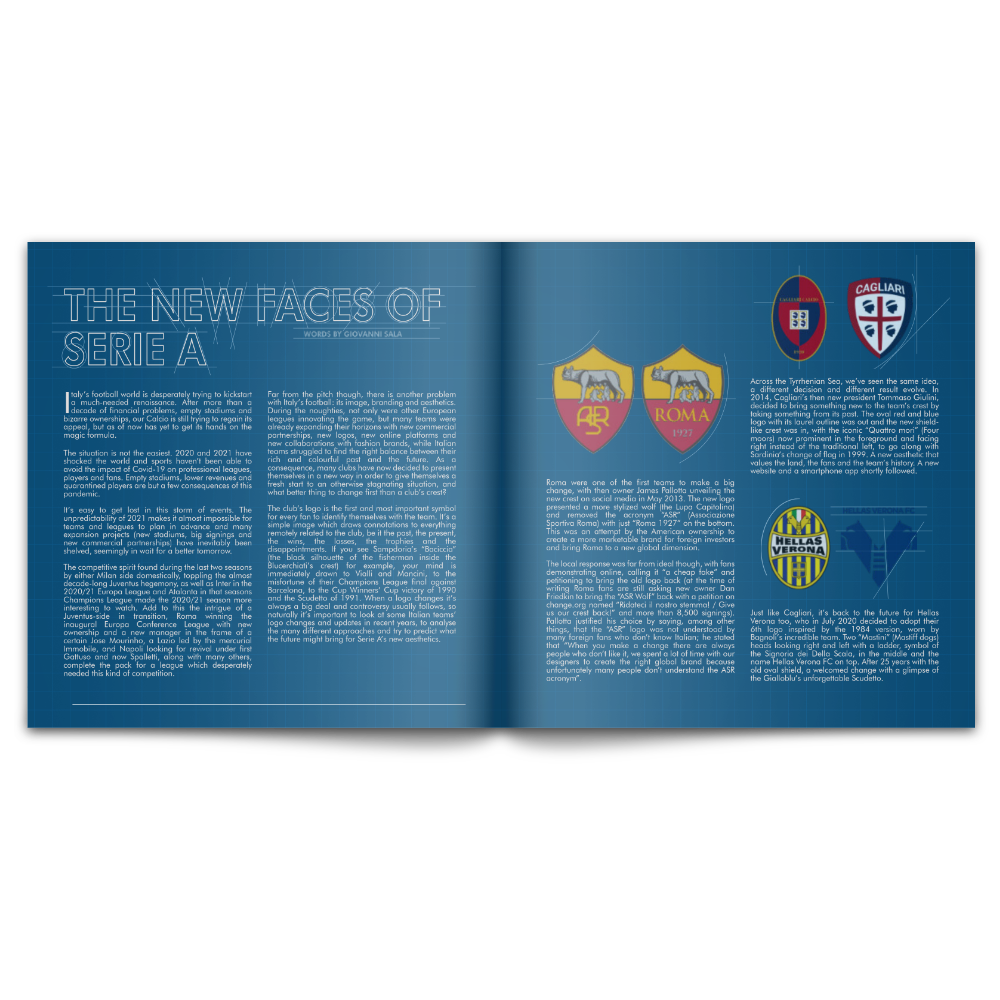 THE NEW FACES OF
SERIE A
WORDS BY GIOVANNI SALA
Italy's football world is desperately trying to kickstart
a much-needed renaissance. After more than a
decade of financial problems, empty stadiums and
bizarre ownerships, our Calcio is still trying to regain its
appeal, but as of now has yet to get its hands on the
magic formula.
The situation is not the easiest. 2020 and 2021 have
shocked the world and sports haven't been able to
avoid the impact of Covid-19 on professional leagues,
players and fans. Empty stadiums, lower revenues and
quarantined players are but a few consequences of this
pandemic.
It's easy to get lost in this storm of events. The
unpredictability of 2021 makes it almost impossible for
teams and leagues to plan in advance and many
expansion projects (new stadiums, big signings and
new commercial partnerships) have inevitably been
shelved, seemingly in wait for a better tomorrow.
The competitive spirit found during the last two seasons
by either Milan side domestically, toppling the almost
decade-long Juventus hegemony, as well as Inter in the
2020/21 Europa League and Atalanta in that seasons
Champions League made the 2020/21 season more
interesting to watch. Add to this the intrigue of a
Juventus-side in transition, Roma winning the
inaugural Europa Conference League with new
ownership and a new manager in the frame of a
certain Jose Mourinho, a Lazio led by the mercurial
Immobile, and Napoli looking for revival under first
Gattuso and now Spalletti, along with many others,
complete the pack for a league which desperately
needed this kind of competition.
Far from the pitch though, there is another problem
with Italy's football: its image, branding and aesthetics.
During the noughties, not only were other European
leagues innovating the game, but many teams were
already expanding their horizons with new commercial
partnerships, new logos, new online platforms and
new collaborations with fashion brands, while Italian
teams struggled to find the right balance between their
rich and colourful past and the future. As a
consequence, many clubs have now decided to present
themselves in a new way in order to give themselves a
fresh start to an otherwise stagnating situation, and
what better thing to change first than a club's crest?
The club's logo is the first and most important symbol
for every fan to identify themselves with the team. It's a
simple image which draws connotations to everything
remotely related to the club, be it the past, the present,
the wins, the losses, the trophies and the
disappointments. If you see Sampdoria's "Baciccia"
(the black silhouette of the fisherman inside the
Blucerchiati's crest) for example, your mind is
immediately drawn to Vialli and Mancini, to the
misfortune of their Champions League final against
Barcelona, to the Cup Winners' Cup victory of 1990
and the Scudetto of 1991. When a logo changes it's
always a big deal and controversy usually follows, so
naturally it's important to look at some Italian teams'
logo changes and updates in recent years, to analyse
the many different approaches and try to predict what
the future might bring for Serie A's new aesthetics.
ASR
ROMA
1927
Roma were one of the first teams to make a big
change, with then owner James Pallotta unveiling the
new crest on social media in May 2013. The new logo
presented a more stylized wolf (the Lupa Capitolina)
and removed the acronym "ASR" (Associazione
Sportiva Roma) with just "Roma 1927" on the bottom.
This was an attempt by the American ownership to
create a more marketable brand for foreign investors
and bring Roma to a new global dimension.
The local response was far from ideal though, with fans
demonstrating online, calling it "a cheap fake" and
petitioning to bring the old logo back (at the time of
writing Roma fans are still asking new owner Dan
Friedkin to bring the "ASR Wolf" back with a petition on
change.org named "Ridateci il nostro stemma! / Give
us our crest back!" and more than 8,500 signings).
Pallotta justified his choice by saying, among other
things, that the "ASR" logo was not understood by
many foreign fans who don't know Italian; he stated
that "When you make a change there are always
people who don't like it, we spent a lot of time with our
designers to create the right global brand because
unfortunately many people don't understand the ASR
acronym".
CAGLIARI CALCIO
1920
CAGLIARI
Across the Tyrrhenian Sea, we've seen the same idea,
a different decision and different result evolve. In
2014, Cagliari's then new president Tommaso Giulini,
decided to bring something new to the team's crest by
taking something from its past. The oval red and blue
logo with its laurel outline was out and the new shield-
like crest was in, with the iconic "Quattro mori" (Four
moors) now prominent in the foreground and facing
right instead of the traditional left, to go along with
Sardinia's change of flag in 1999. A new aesthetic that
values the land, the fans and the team's history. A new
website and a smartphone app shortly followed.
HELLAS
VERONA
Just like Cagliari, it's back to the future for Hellas
Verona too, who in July 2020 decided to adopt their
6th logo inspired by the 1984 version, worn by
Bagnoli's incredible team. Two "Mastini" (Mastiff dogs)
heads looking right and left with a ladder, symbol of
the Signoria dei Della Scala, in the middle and the
name Hellas Verona FC on top. After 25 years with the
old oval shield, a welcomed change with a glimpse of
the Gialloblu's unforgettable Scudetto.